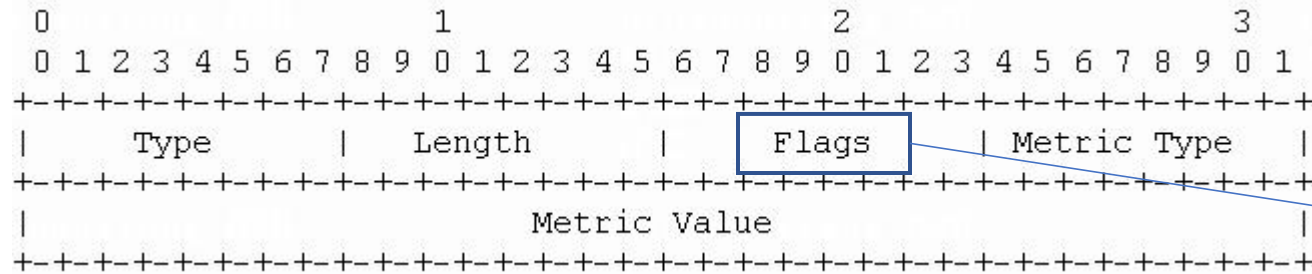 0                   1                   2                   3
0 1 2 3 4 5 6 7 8 9 0 1 2 3 4 5 6 7 8 9 0 1 2 3 4 5 6 7 8 9 0 1
+-+-+-+-+-+-+-+-+-+-+-+-+-+-+-+-+-+-+-+-+-+-+-+-+-+-+-+-+-+-+-+-+
| Type | Length | Flags | Metric Type |
+-+-+-+-+-+-+-+-+-+-+-+-+-+-+-+-+-+-+-+-+-+-+-+-+-+-+-+-+-+-+-+-+
| Metric Value |
+-+-+-+-+-+-+-+-+-+-+-+-+-+-+-+-+-+-+-+-+-+-+-+-+-+-+-+-+-+-+-+-+